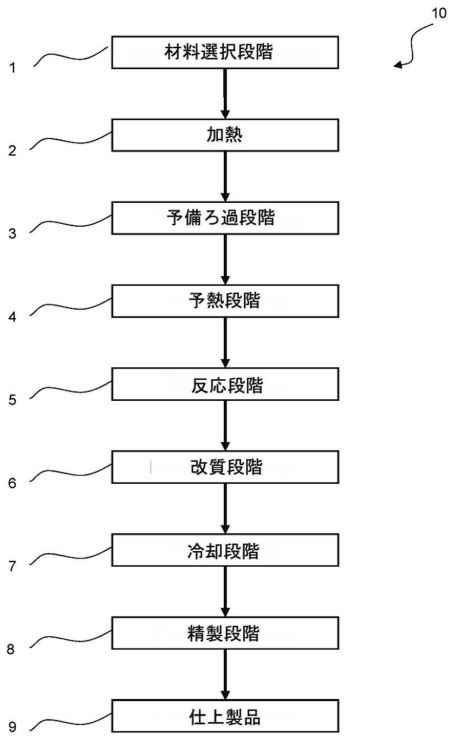 10
1 材料選択段階
2 加熱
3 予備ろ過段階
4 予熱段階
5 反応段階
6 改質段階
7 冷却段階
8 精製段階
9 仕上製品